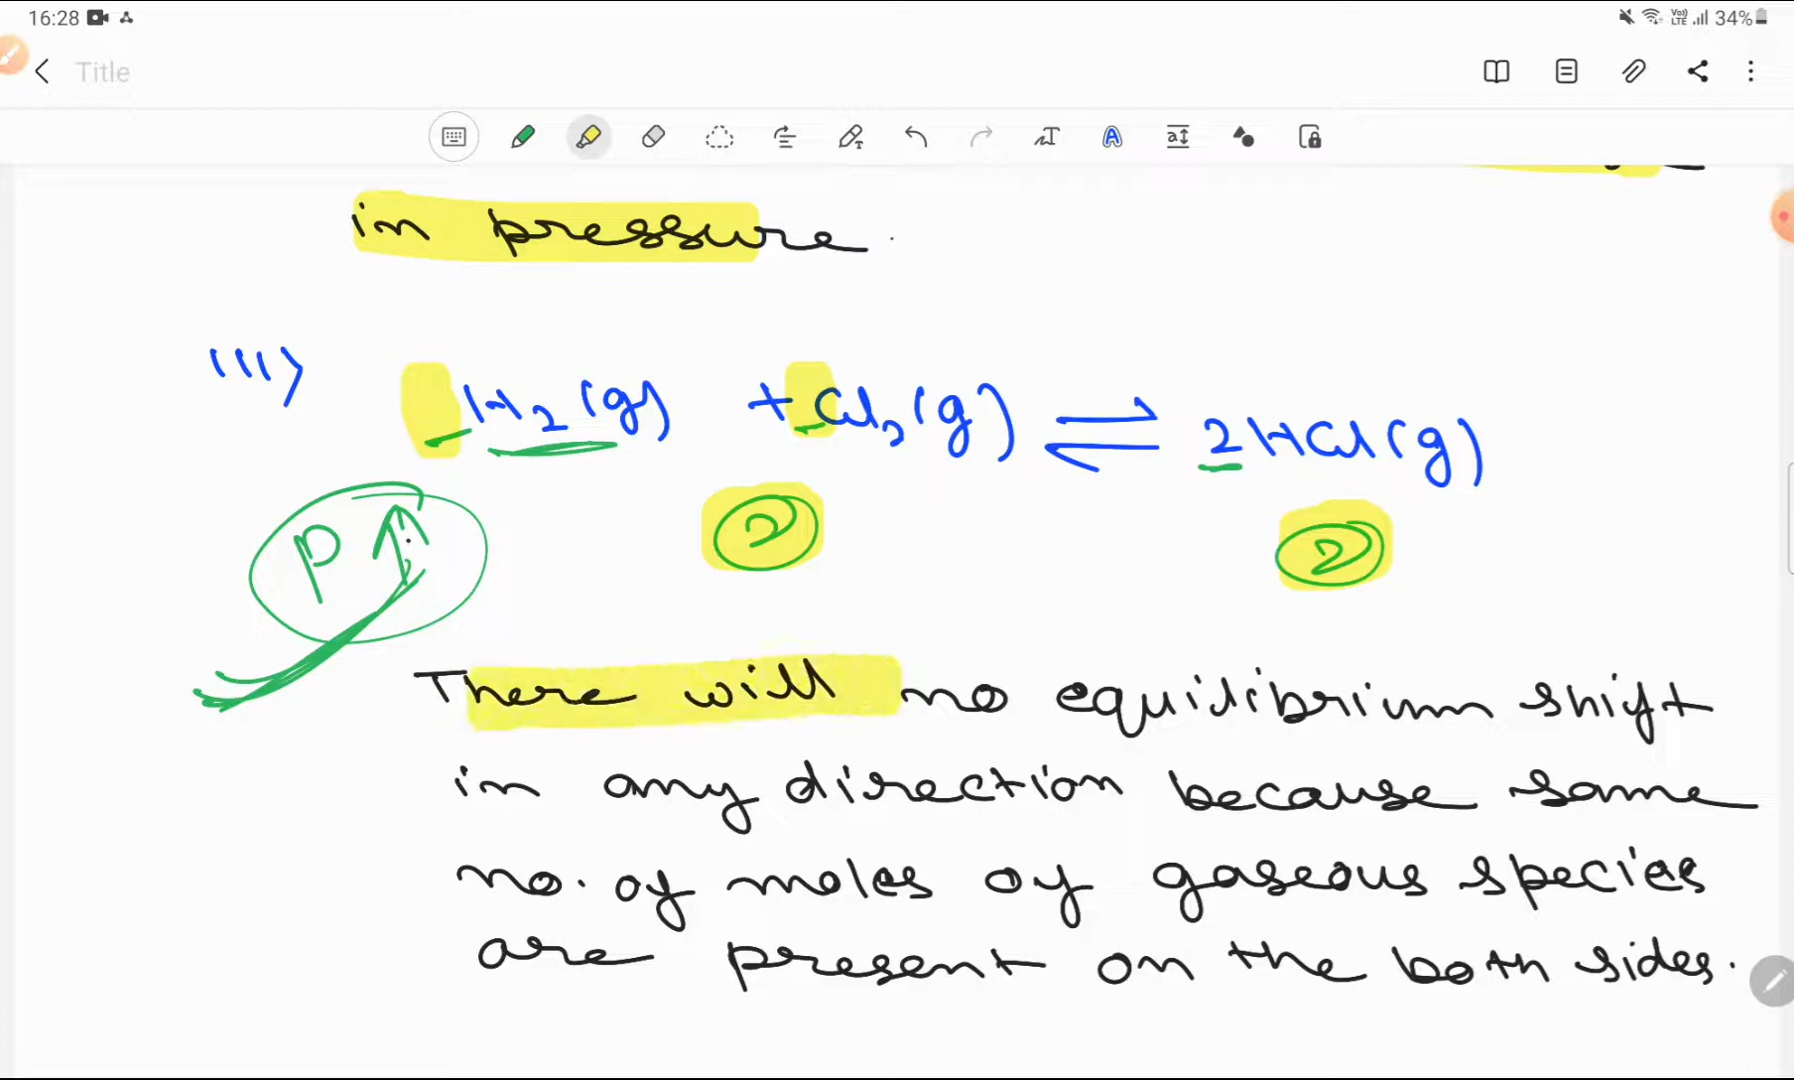 16:28
34%
Title
in pressure.
(iii)
H2(g) + Cl2(g) ⇌ 2HCl(g)
P↑
2 2
There will no equilibrium shift
in any direction because same
no. of moles of gaseous species
are present on the both sides.